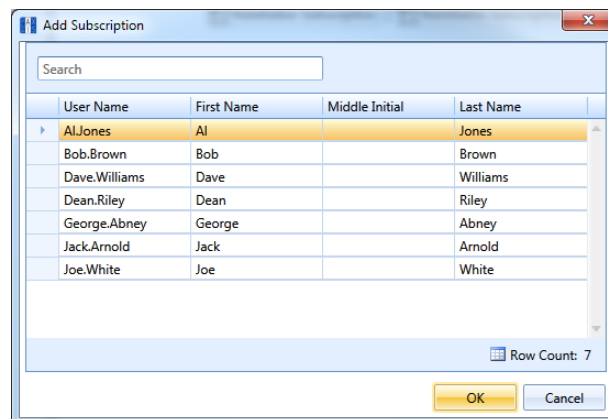 Add Subscription
Search
User Name First Name Middle Initial Last Name
Al.Jones Al Jones
Bob.Brown Bob Brown
Dave.Williams Dave Williams
Dean.Riley Dean Riley
George.Abney George Abney
Jack.Arnold Jack Arnold
Joe.White Joe White
Row Count: 7
OK Cancel